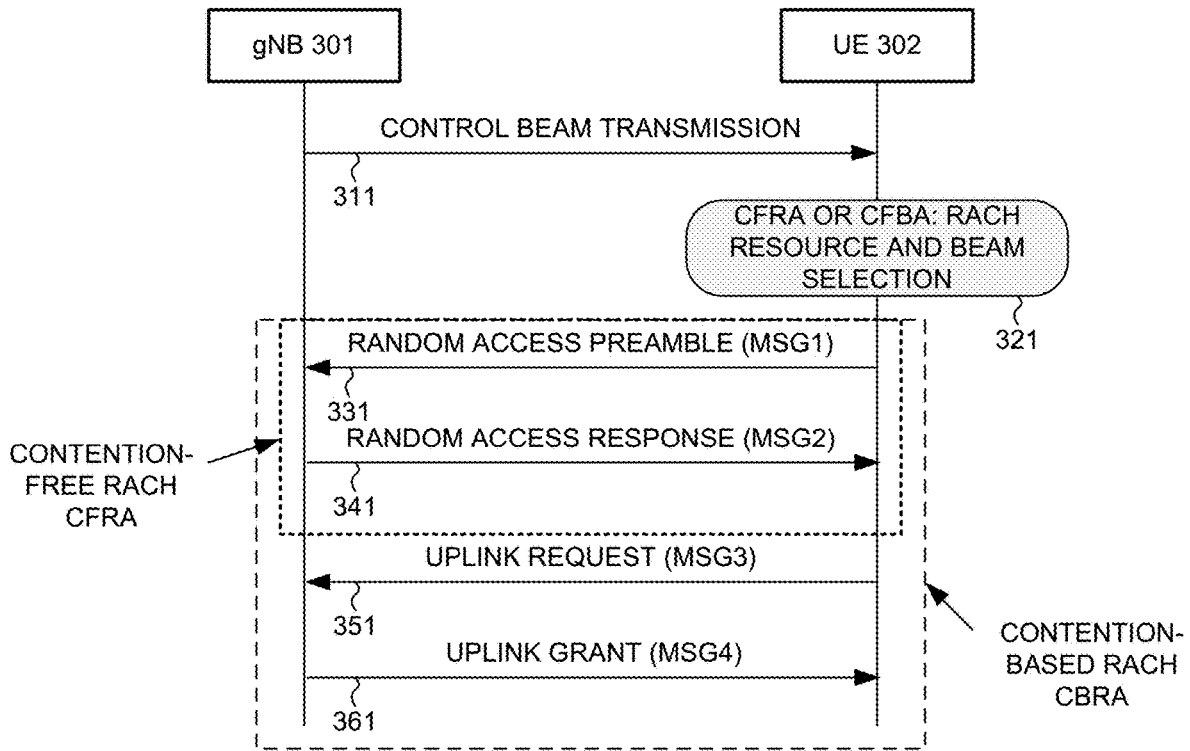 gNB 301
UE 302
CONTROL BEAM TRANSMISSION
311
CFRA OR CFBA: RACH
RESOURCE AND BEAM
SELECTION
321
RANDOM ACCESS PREAMBLE (MSG1)
331
RANDOM ACCESS RESPONSE (MSG2)
341
CONTENTION-
FREE RACH
CFRA
UPLINK REQUEST (MSG3)
351
UPLINK GRANT (MSG4)
361
CONTENTION-
BASED RACH
CBRA